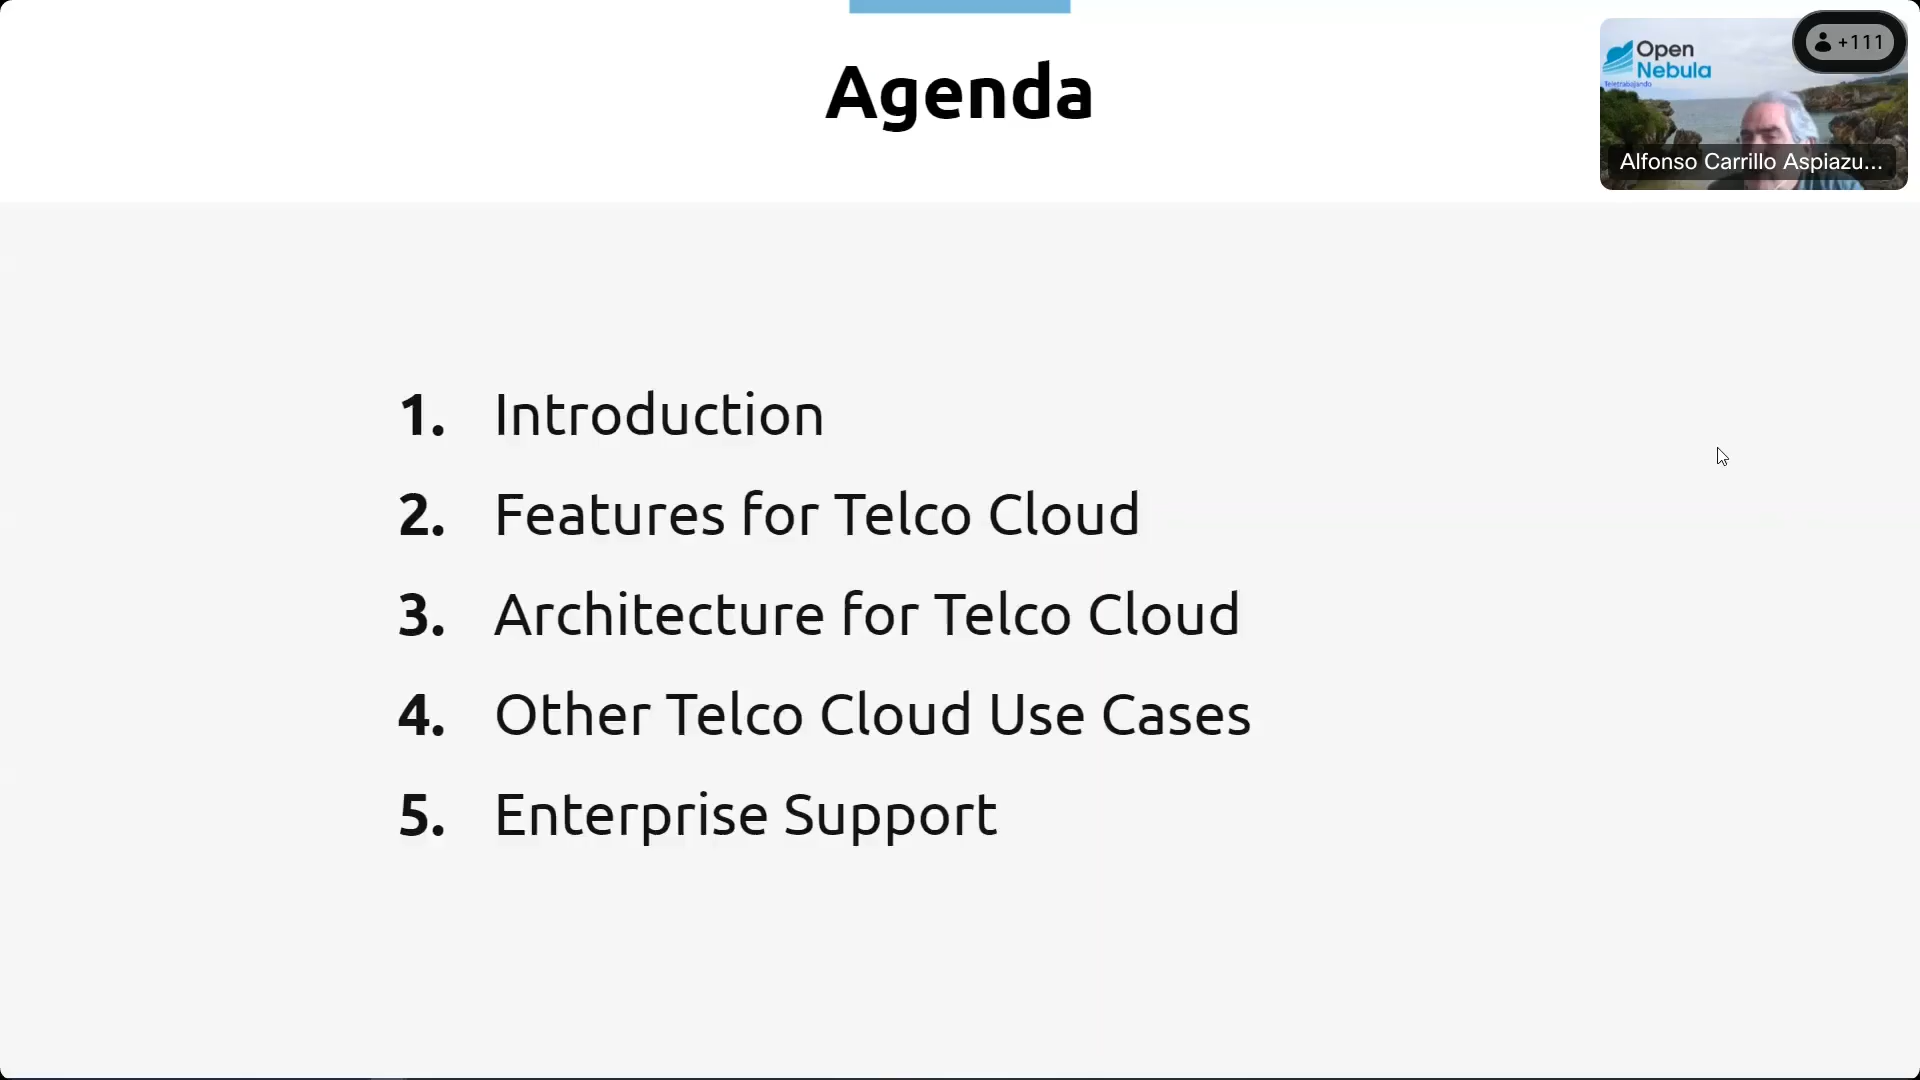 Agenda
+111
Open
Nebula
Teletrabajando
Alfonso Carrillo Aspiazu...
1. Introduction
2. Features for Telco Cloud
3. Architecture for Telco Cloud
4. Other Telco Cloud Use Cases
5. Enterprise Support